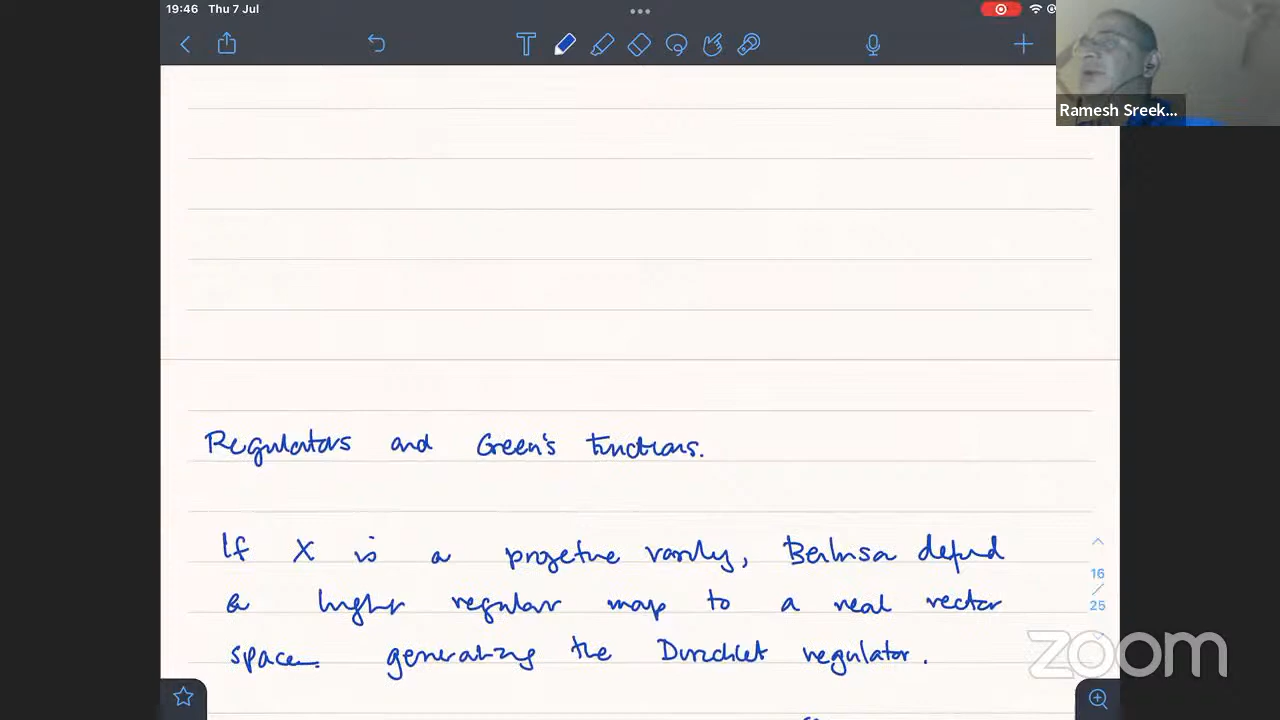 19:46 Thu 7 Jul
Ramesh Sreek...
Regulators and Green's functions.
If X is a projective variety, Beilinson defined
a higher regulator map to a real vector
space generalizing the Dirichlet regulator.
16
/
25
zoom